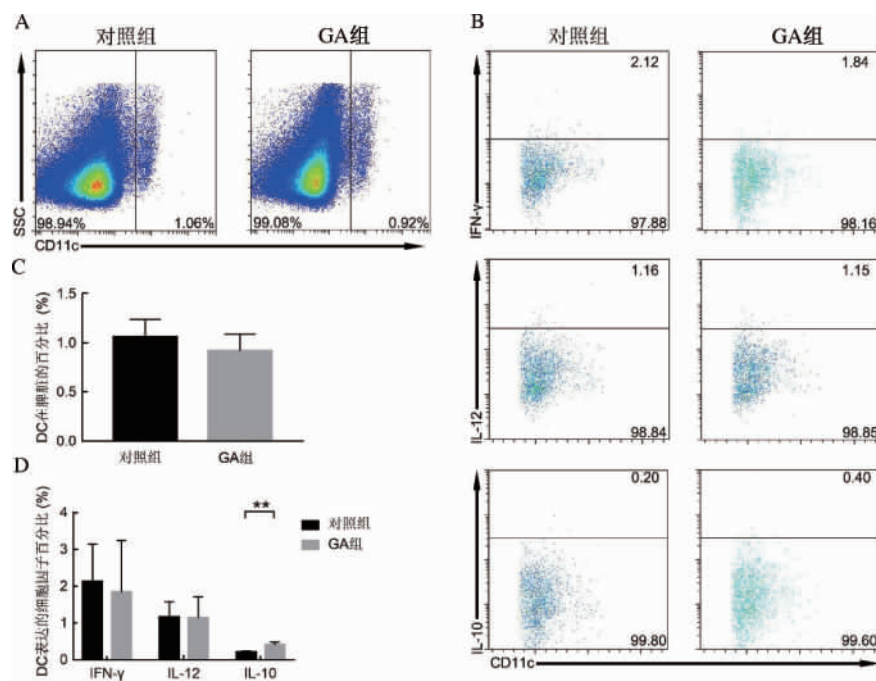 A
对照组
GA组
SSC
98.94%
1.06%
99.08%
0.92%
CD11c
B
对照组
GA组
IFN-γ
2.12
97.88
1.84
98.16
IL-12
1.16
98.84
1.15
98.85
IL-10
0.20
99.80
0.40
99.60
CD11c
C
DC在脾脏的百分比 (%)
1.5
1.0
0.5
0.0
对照组
GA组
D
DC表达的细胞因子百分比 (%)
4
3
2
1
0
**
对照组
GA组
IFN-γ
IL-12
IL-10